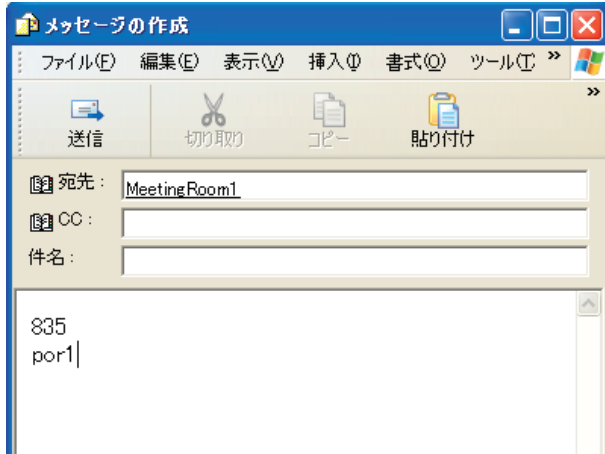 メッセージの作成
ファイル(F) 編集(E) 表示(V) 挿入(I) 書式(O) ツール(T) »
送信 切り取り コピー 貼り付け »
宛先: MeetingRoom1
CC:
件名:
835
por1